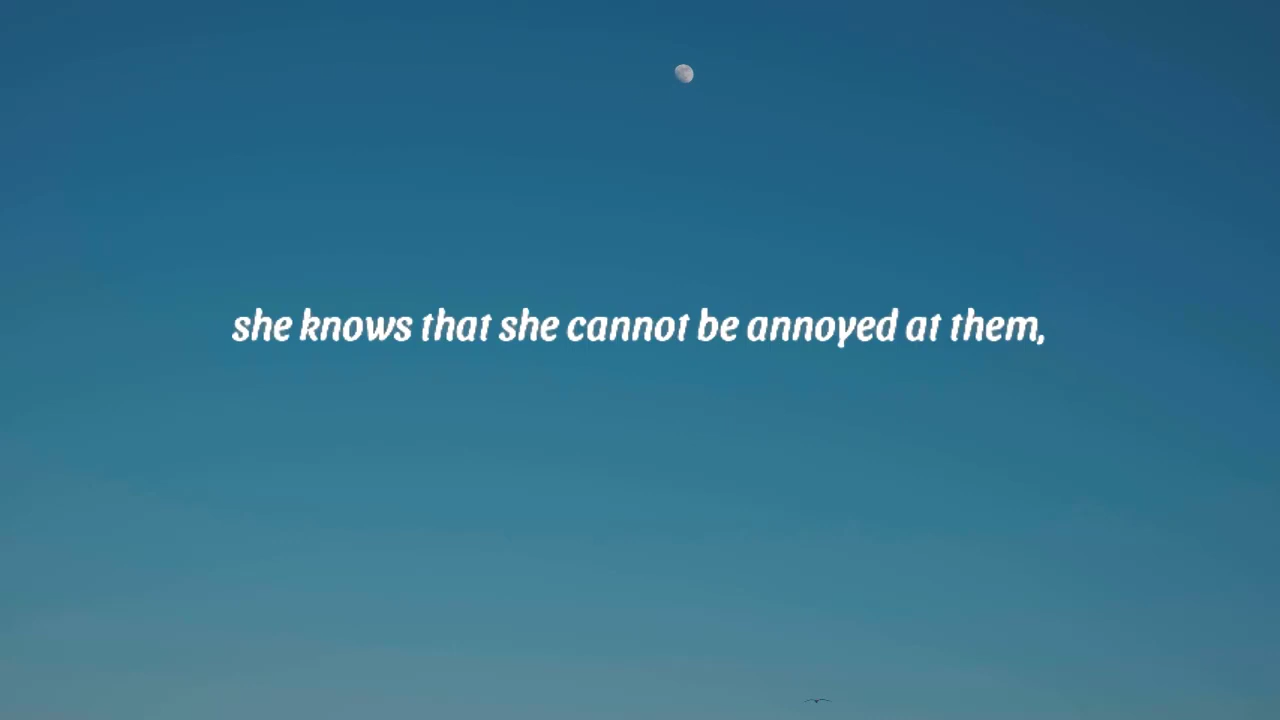 she knows that she cannot be annoyed at them,